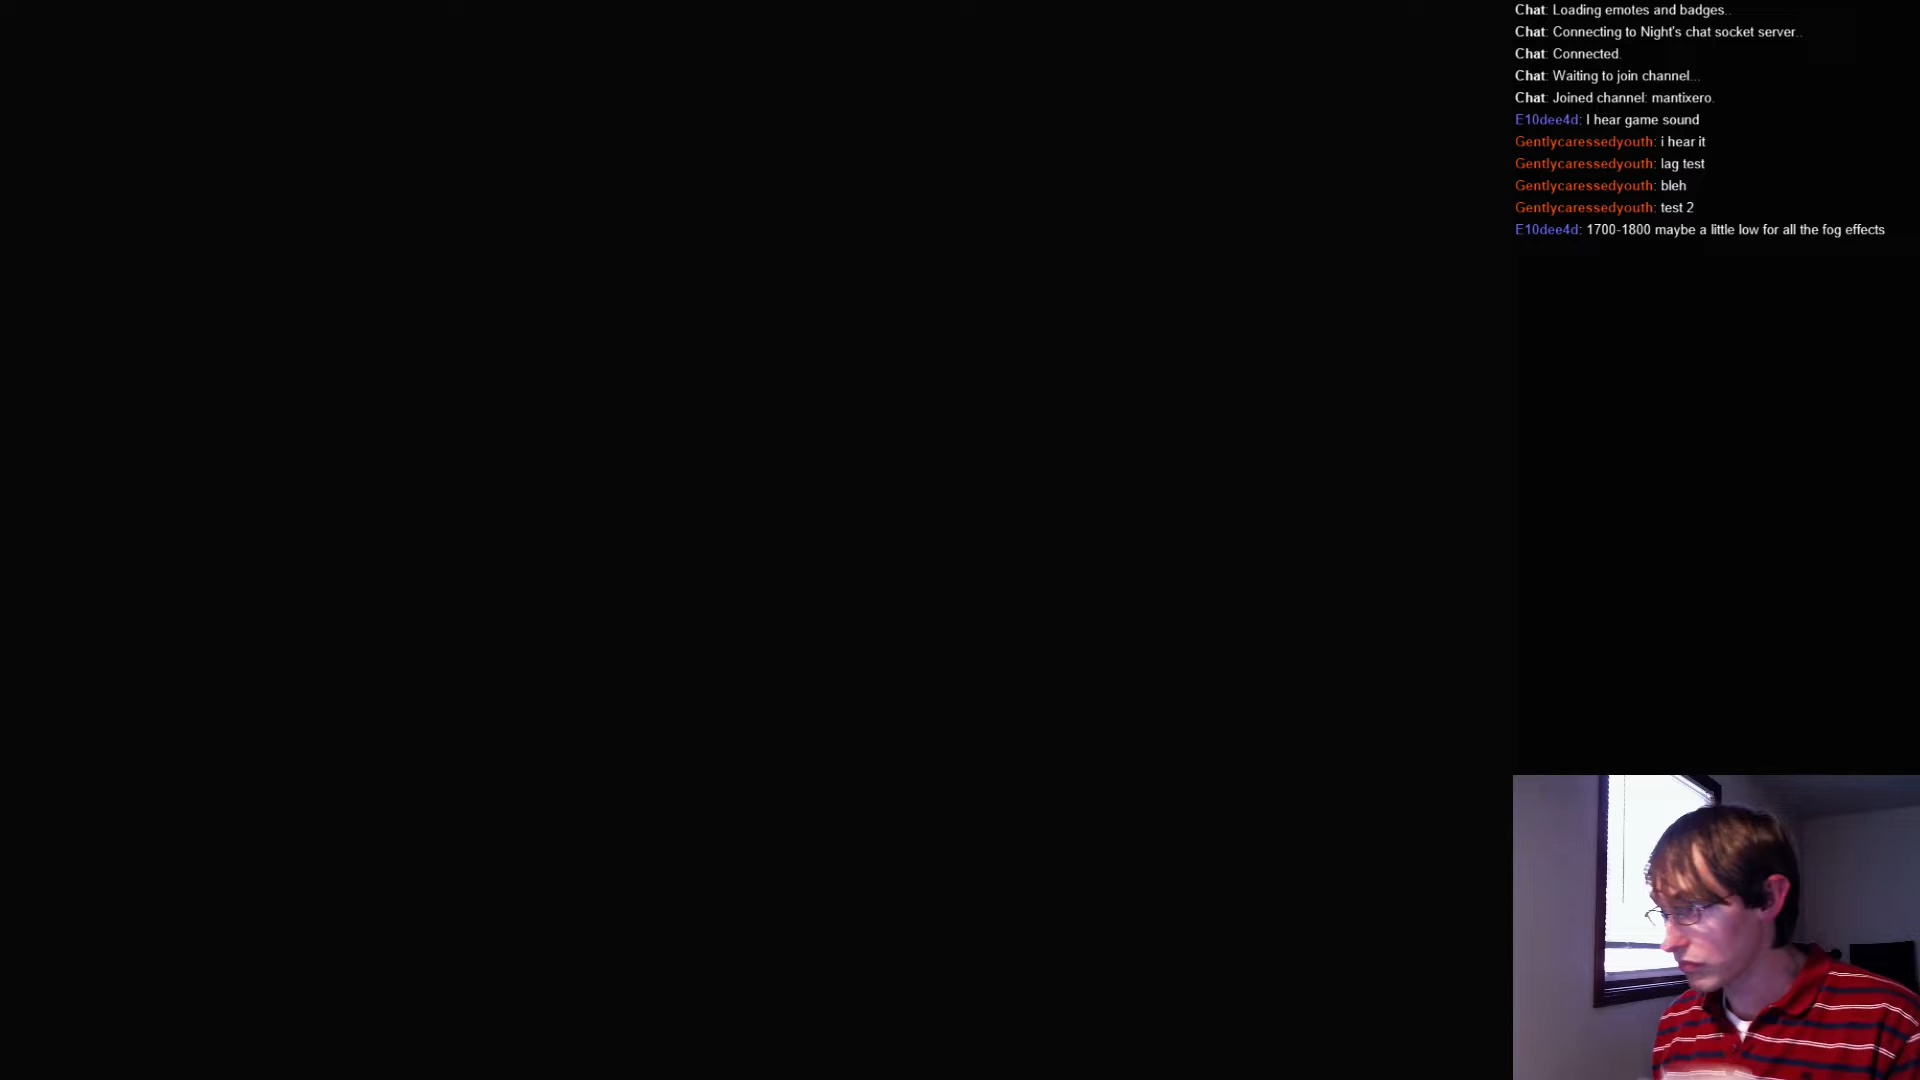 Chat: Loading emotes and badges..
Chat: Connecting to Night's chat socket server..
Chat: Connected.
Chat: Waiting to join channel...
Chat: Joined channel: mantixero.
E10dee4d: I hear game sound
Gentlycaressedyouth: i hear it
Gentlycaressedyouth: lag test
Gentlycaressedyouth: bleh
Gentlycaressedyouth: test 2
E10dee4d: 1700-1800 maybe a little low for all the fog effects